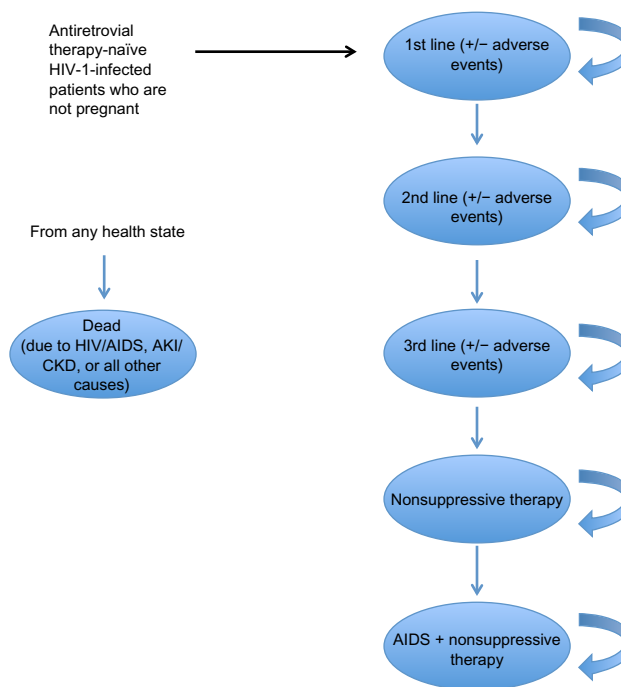 Antiretrovial
therapy-naïve
HIV-1-infected
patients who are
not pregnant
1st line (+/− adverse
events)
2nd line (+/− adverse
events)
From any health state
Dead
(due to HIV/AIDS, AKI/
CKD, or all other
causes)
3rd line (+/− adverse
events)
Nonsuppressive therapy
AIDS + nonsuppressive
therapy